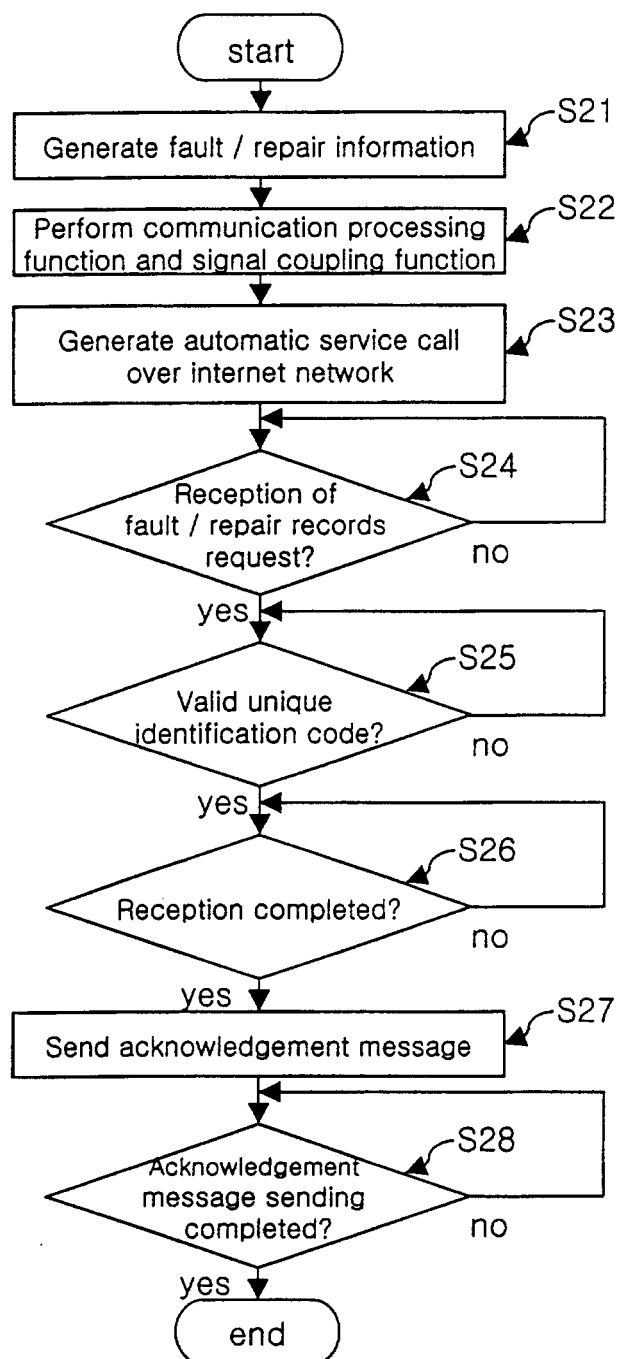 start
S21
Generate fault / repair information
S22
Perform communication processing
function and signal coupling function
S23
Generate automatic service call
over internet network
S24
Reception of
fault / repair records
request?
no
yes
S25
Valid unique
identification code?
no
yes
S26
Reception completed?
no
yes
S27
Send acknowledgement message
S28
Acknowledgement
message sending
completed?
no
yes
end